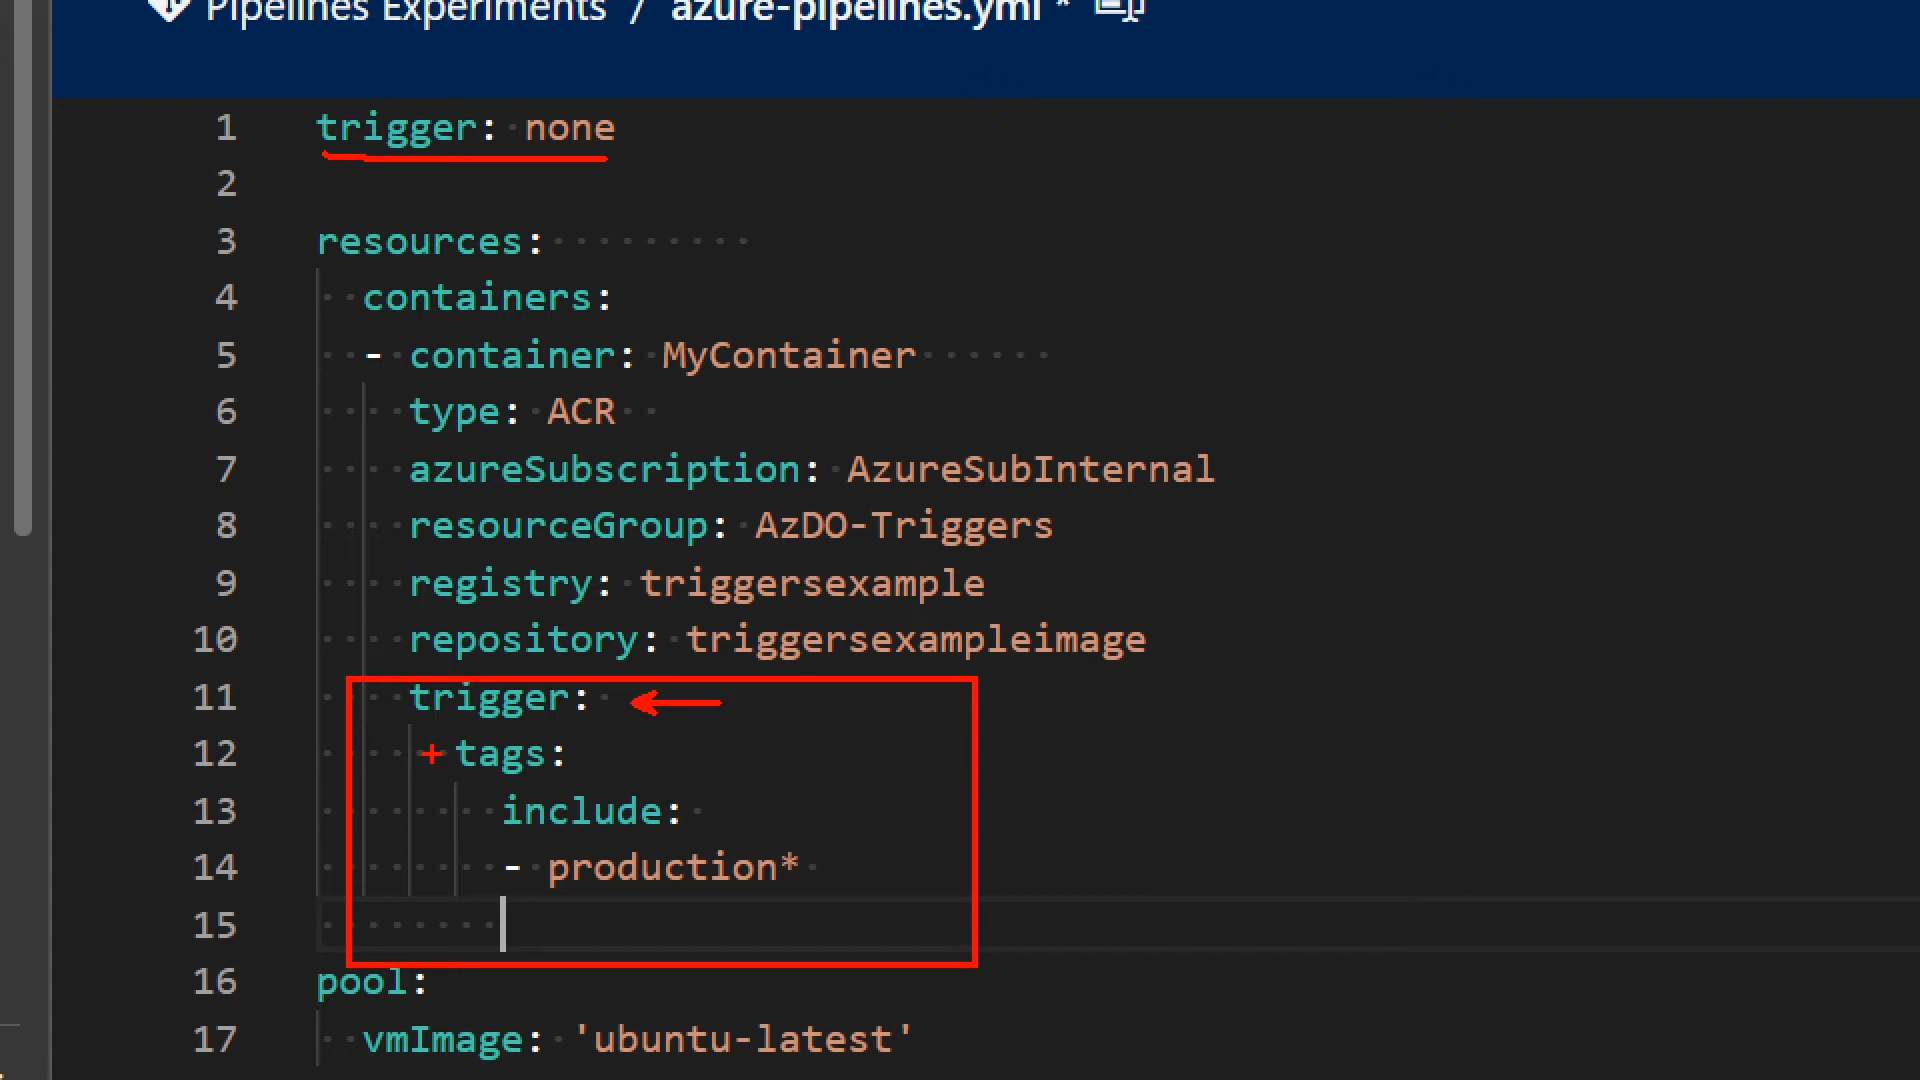 Pipelines Experiments / azure-pipelines.yml *
1 trigger: none
2
3 resources:
4 containers:
5 - container: MyContainer
6 type: ACR
7 azureSubscription: AzureSubInternal
8 resourceGroup: AzDO-Triggers
9 registry: triggersexample
10 repository: triggersexampleimage
11 trigger:
12 + tags:
13 include:
14 - production*
15
16 pool:
17 vmImage: 'ubuntu-latest'